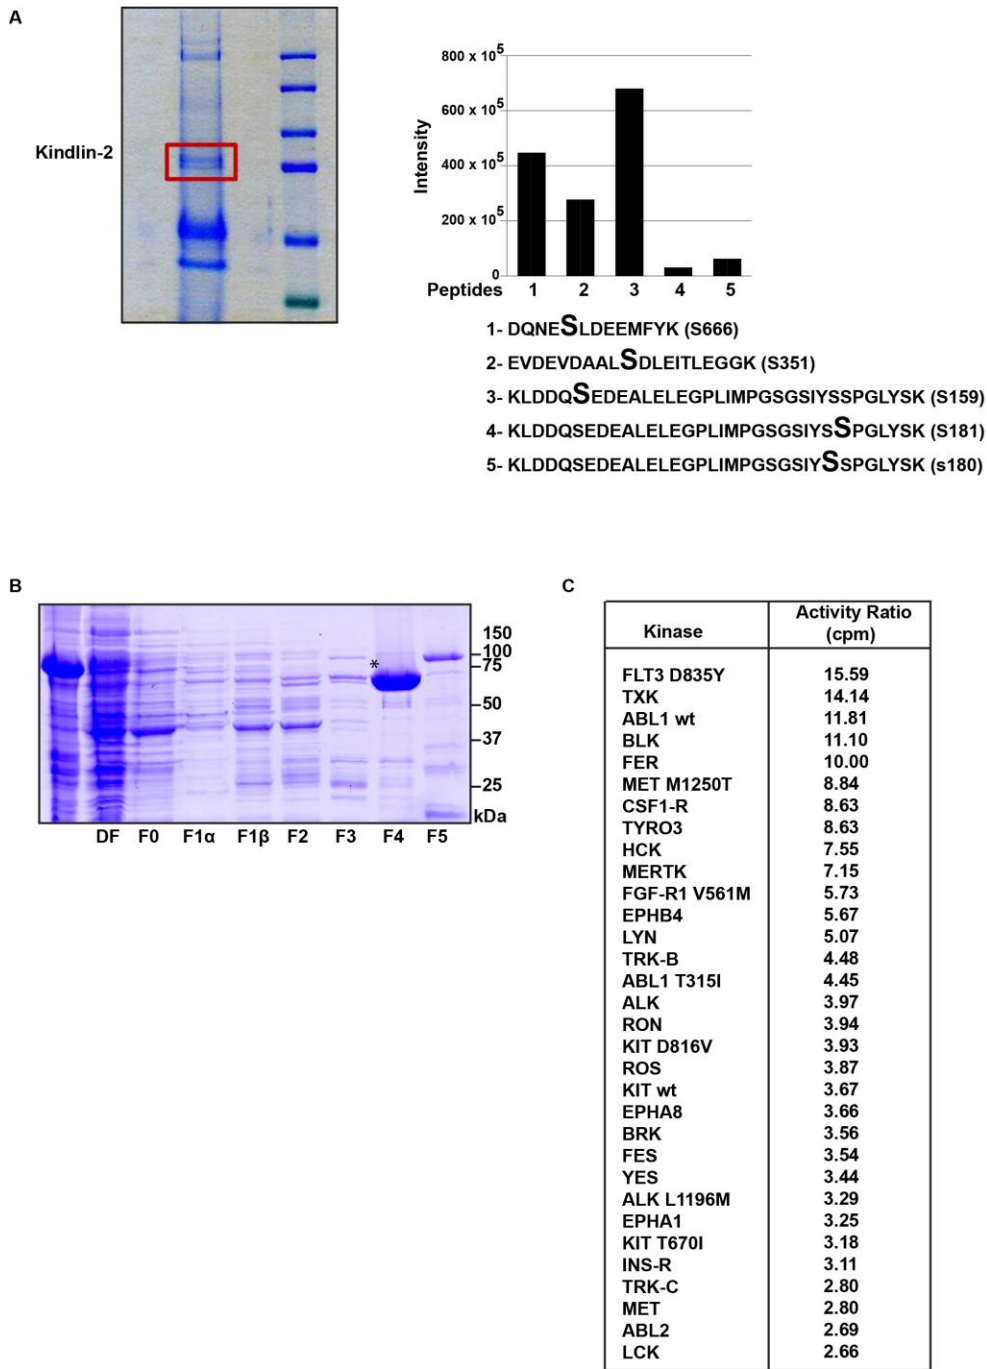 A
Kindlin-2
800 x 10⁵
600 x 10⁵
400 x 10⁵
200 x 10⁵
0
Intensity
Peptides 1 2 3 4 5
1- DQNESLDEEMFYK (S666)
2- EVDEVDAALSDLEITLEGGK (S351)
3- KLDDQSEDEALELEGPLIMPGSGSIYSSPGLYSK (S159)
4- KLDDQSEDEALELEGPLIMPGSGSIYSSPGLYSK (S181)
5- KLDDQSEDEALELEGPLIMPGSGSIYSSPGLYSK (s180)
B
*
150
100
-75
-50
-37
-25
kDa
DF F0 F1α F1β F2 F3 F4 F5
C
Kinase Activity Ratio
(cpm)
FLT3 D835Y 15.59
TXK 14.14
ABL1 wt 11.81
BLK 11.10
FER 10.00
MET M1250T 8.84
CSF1-R 8.63
TYRO3 8.63
HCK 7.55
MERTK 7.15
FGF-R1 V561M 5.73
EPHB4 5.67
LYN 5.07
TRK-B 4.48
ABL1 T315I 4.45
ALK 3.97
RON 3.94
KIT D816V 3.93
ROS 3.87
KIT wt 3.67
EPHA8 3.66
BRK 3.56
FES 3.54
YES 3.44
ALK L1196M 3.29
EPHA1 3.25
KIT T670I 3.18
INS-R 3.11
TRK-C 2.80
MET 2.80
ABL2 2.69
LCK 2.66